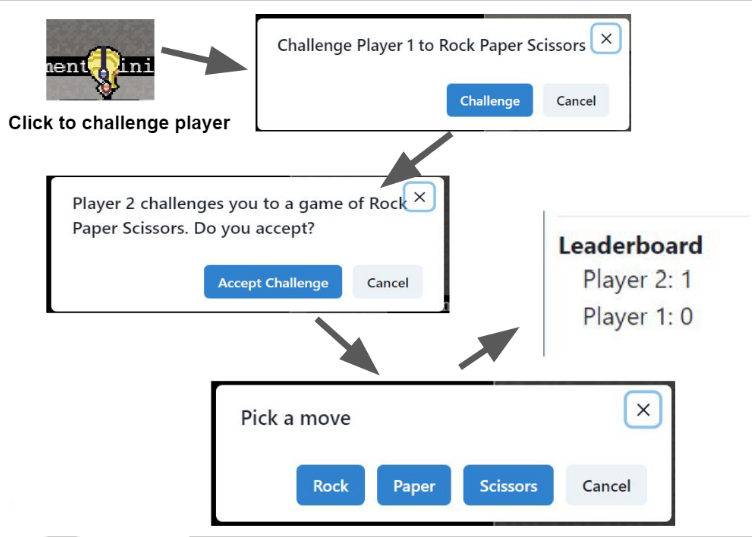 Click to challenge player
Challenge Player 1 to Rock Paper Scissors
Challenge
Cancel
Player 2 challenges you to a game of Rock
Paper Scissors. Do you accept?
Accept Challenge
Cancel
Leaderboard
Player 2: 1
Player 1: 0
Pick a move
Rock
Paper
Scissors
Cancel